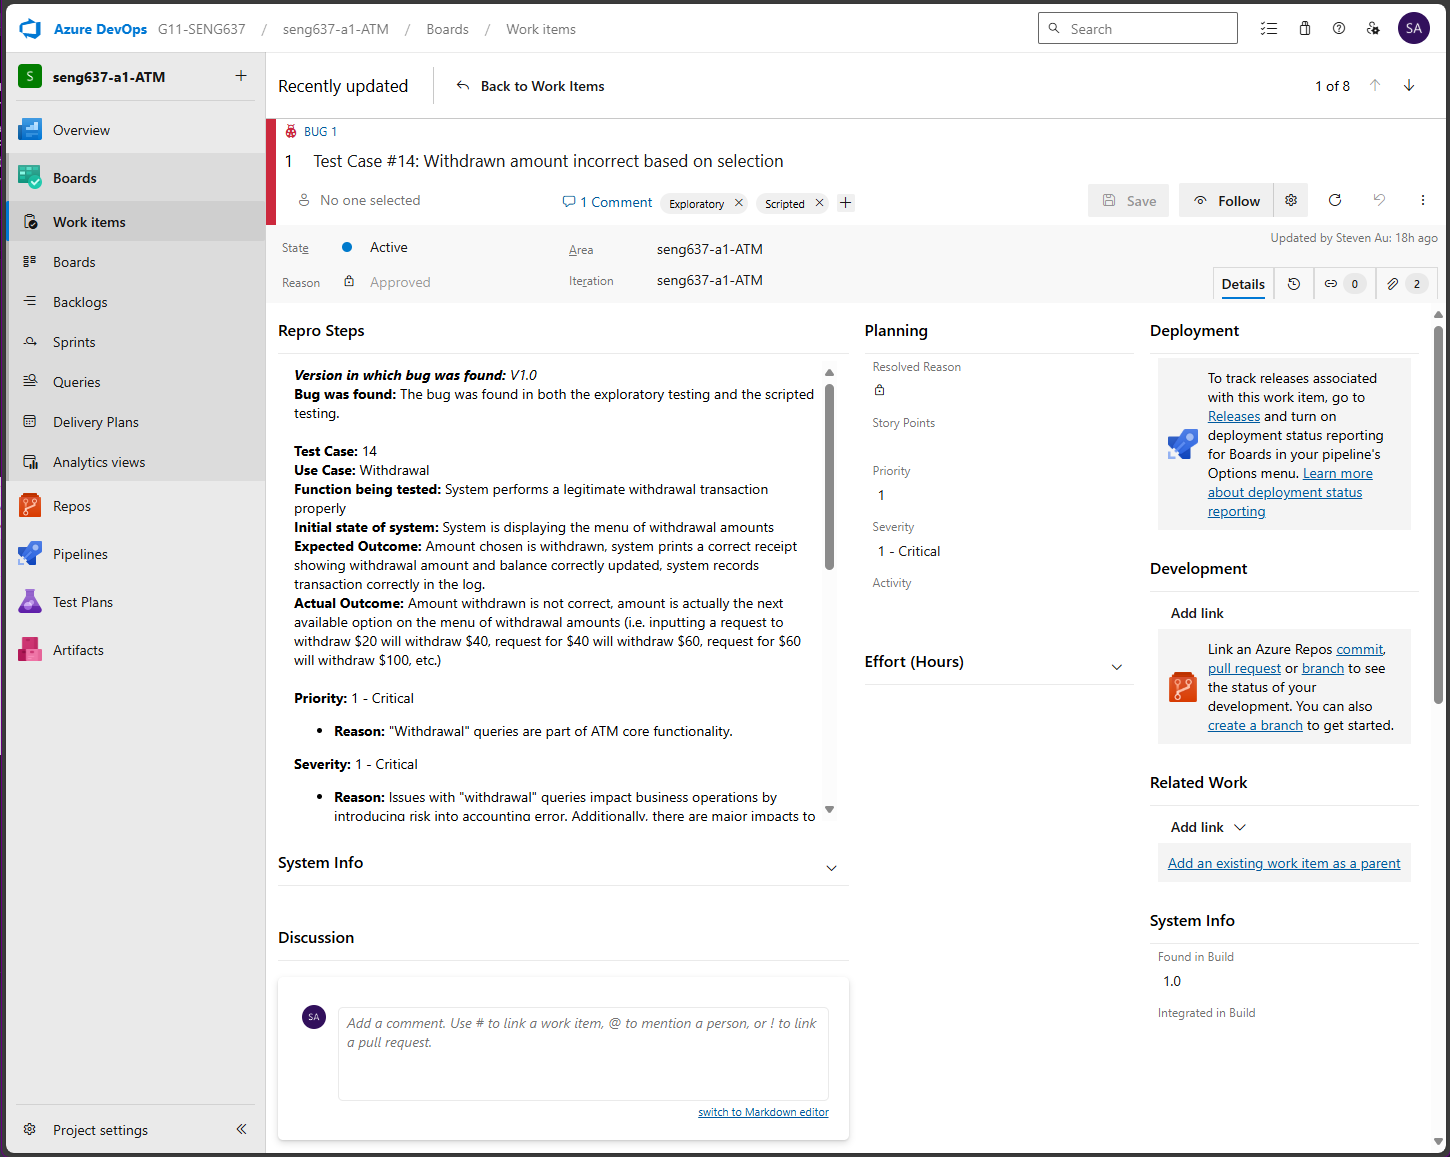 Azure DevOps G11-SENG637 / seng637-a1-ATM / Boards / Work items
Search
SA
S seng637-a1-ATM
Overview
Boards
Work items
Boards
Backlogs
Sprints
Queries
Delivery Plans
Analytics views
Repos
Pipelines
Test Plans
Artifacts
Project settings
Recently updated
Back to Work Items
1 of 8
BUG 1
1 Test Case #14: Withdrawn amount incorrect based on selection
No one selected
1 Comment
Exploratory
Scripted
Save
Follow
State Active
Area seng637-a1-ATM
Updated by Steven Au: 18h ago
Reason Approved
Iteration seng637-a1-ATM
Details
0
2
Repro Steps
Version in which bug was found: V1.0
Bug was found: The bug was found in both the exploratory testing and the scripted
testing.
Test Case: 14
Use Case: Withdrawal
Function being tested: System performs a legitimate withdrawal transaction
properly
Initial state of system: System is displaying the menu of withdrawal amounts
Expected Outcome: Amount chosen is withdrawn, system prints a correct receipt
showing withdrawal amount and balance correctly updated, system records
transaction correctly in the log.
Actual Outcome: Amount withdrawn is not correct, amount is actually the next
available option on the menu of withdrawal amounts (i.e. inputting a request to
withdraw $20 will withdraw $40, request for $40 will withdraw $60, request for $60
will withdraw $100, etc.)
Priority: 1 - Critical
• Reason: "Withdrawal" queries are part of ATM core functionality.
Severity: 1 - Critical
• Reason: Issues with "withdrawal" queries impact business operations by
introducing risk into accounting error. Additionally, there are major impacts to
System Info
Discussion
SA
Add a comment. Use # to link a work item, @ to mention a person, or ! to link
a pull request.
switch to Markdown editor
Planning
Resolved Reason
Story Points
Priority
1
Severity
1 - Critical
Activity
Effort (Hours)
Deployment
To track releases associated
with this work item, go to
Releases and turn on
deployment status reporting
for Boards in your pipeline's
Options menu. Learn more
about deployment status
reporting
Development
Add link
Link an Azure Repos commit,
pull request or branch to see
the status of your
development. You can also
create a branch to get started.
Related Work
Add link
Add an existing work item as a parent
System Info
Found in Build
1.0
Integrated in Build